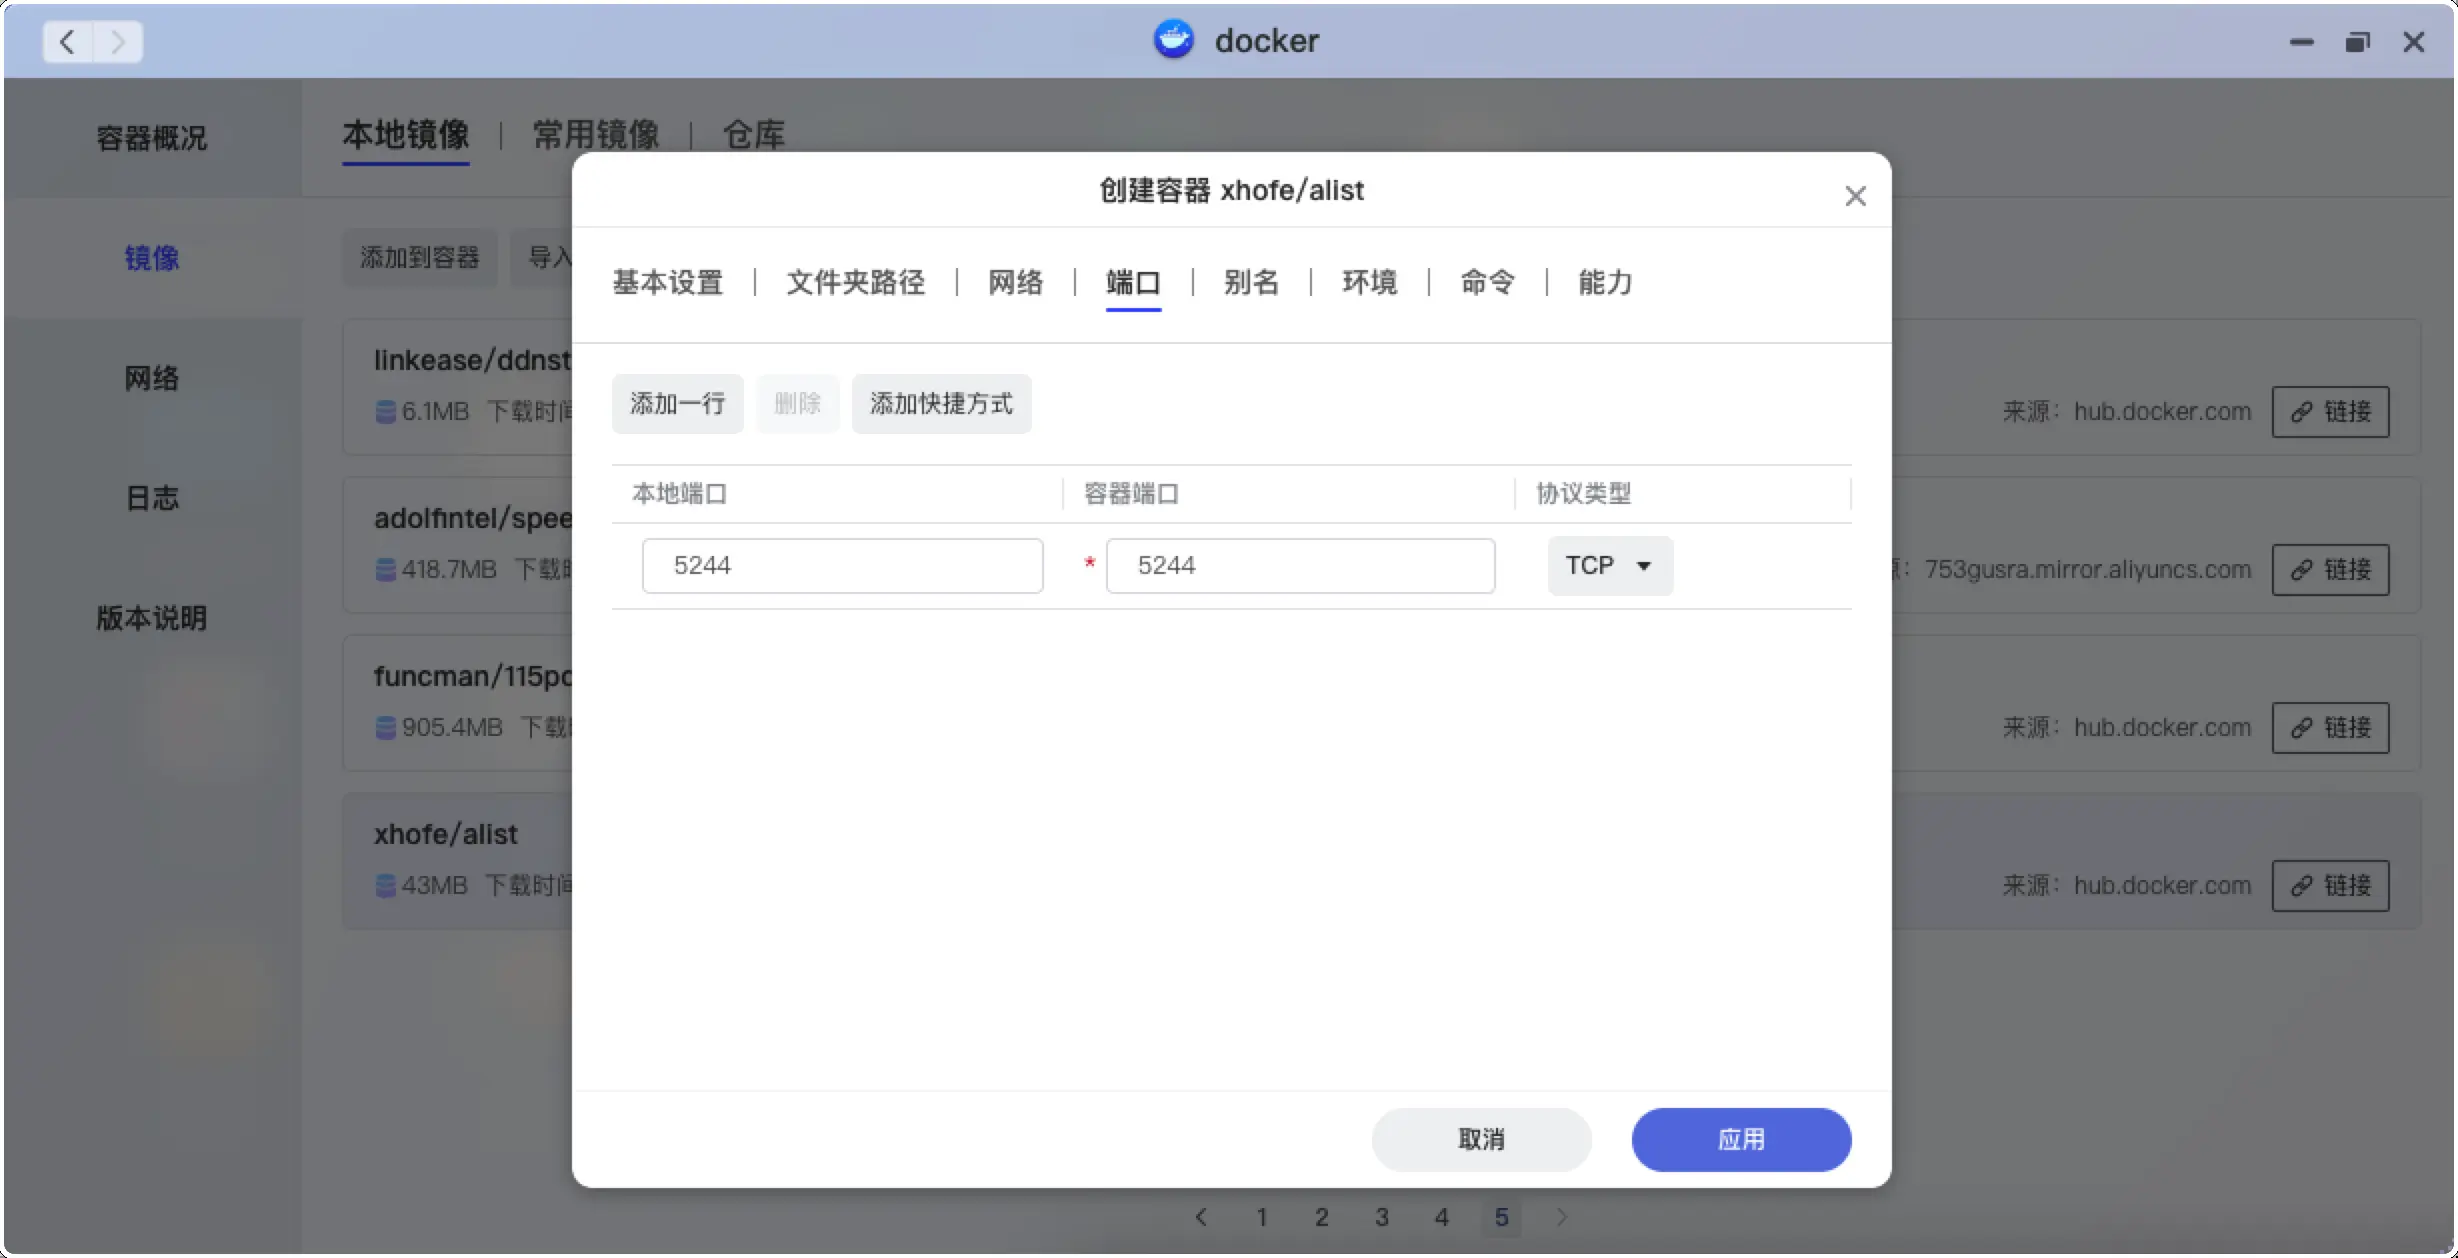 docker
容器概况
镜像
网络
日志
版本说明
本地镜像 | 常用镜像 | 仓库
添加到容器 导入
linkease/ddnst
6.1MB 下载时间
来源： hub.docker.com 链接
adolfintel/spee
418.7MB 下载
753gusra.mirror.aliyuncs.com 链接
funcman/115po
905.4MB 下载
来源： hub.docker.com 链接
xhofe/alist
43MB 下载时间
来源： hub.docker.com 链接
创建容器 xhofe/alist
基本设置 | 文件夹路径 | 网络 | 端口 | 别名 | 环境 | 命令 | 能力
添加一行 删除 添加快捷方式
本地端口 容器端口 协议类型
5244 * 5244 TCP
取消 应用
1 2 3 4 5